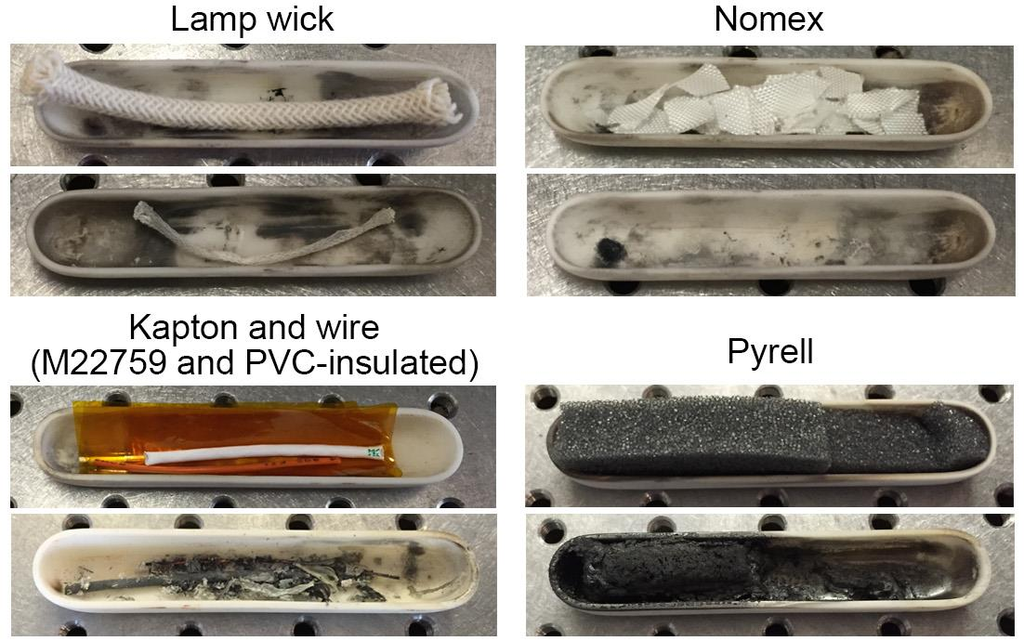 Lamp wick
Nomex
Kapton and wire
(M22759 and PVC-insulated)
Pyrell